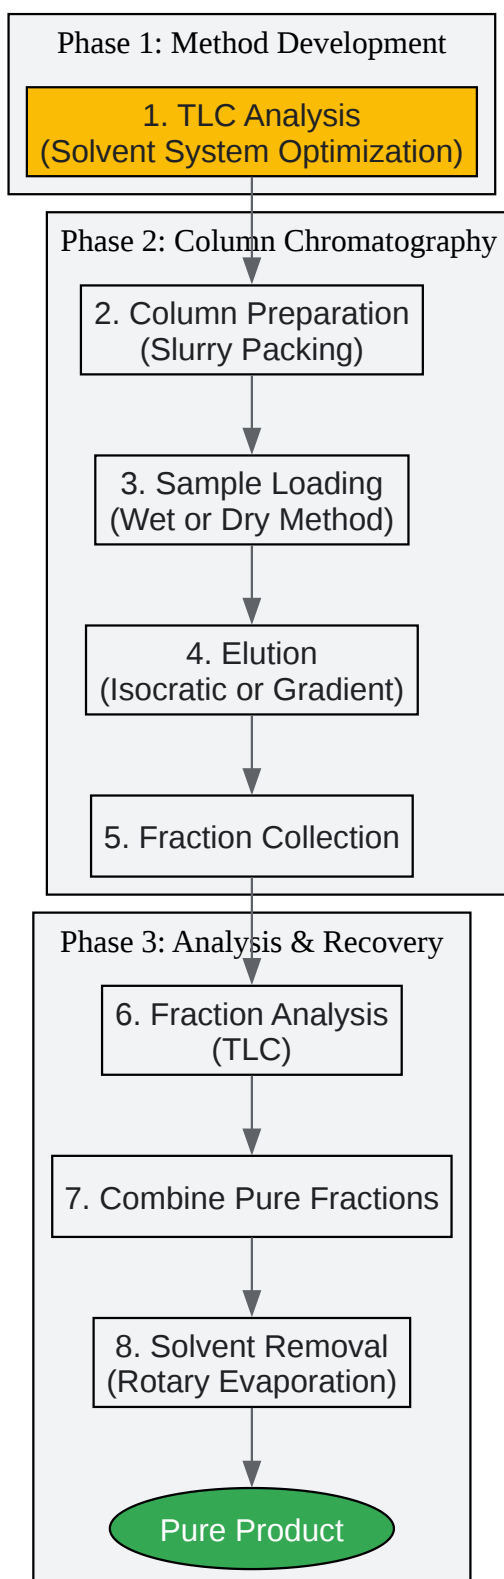 Phase 1: Method Development
1. TLC Analysis
(Solvent System Optimization)
Phase 2: Column Chromatography
2. Column Preparation
(Slurry Packing)
3. Sample Loading
(Wet or Dry Method)
4. Elution
(Isocratic or Gradient)
5. Fraction Collection
Phase 3: Analysis & Recovery
6. Fraction Analysis
(TLC)
7. Combine Pure Fractions
8. Solvent Removal
(Rotary Evaporation)
Pure Product